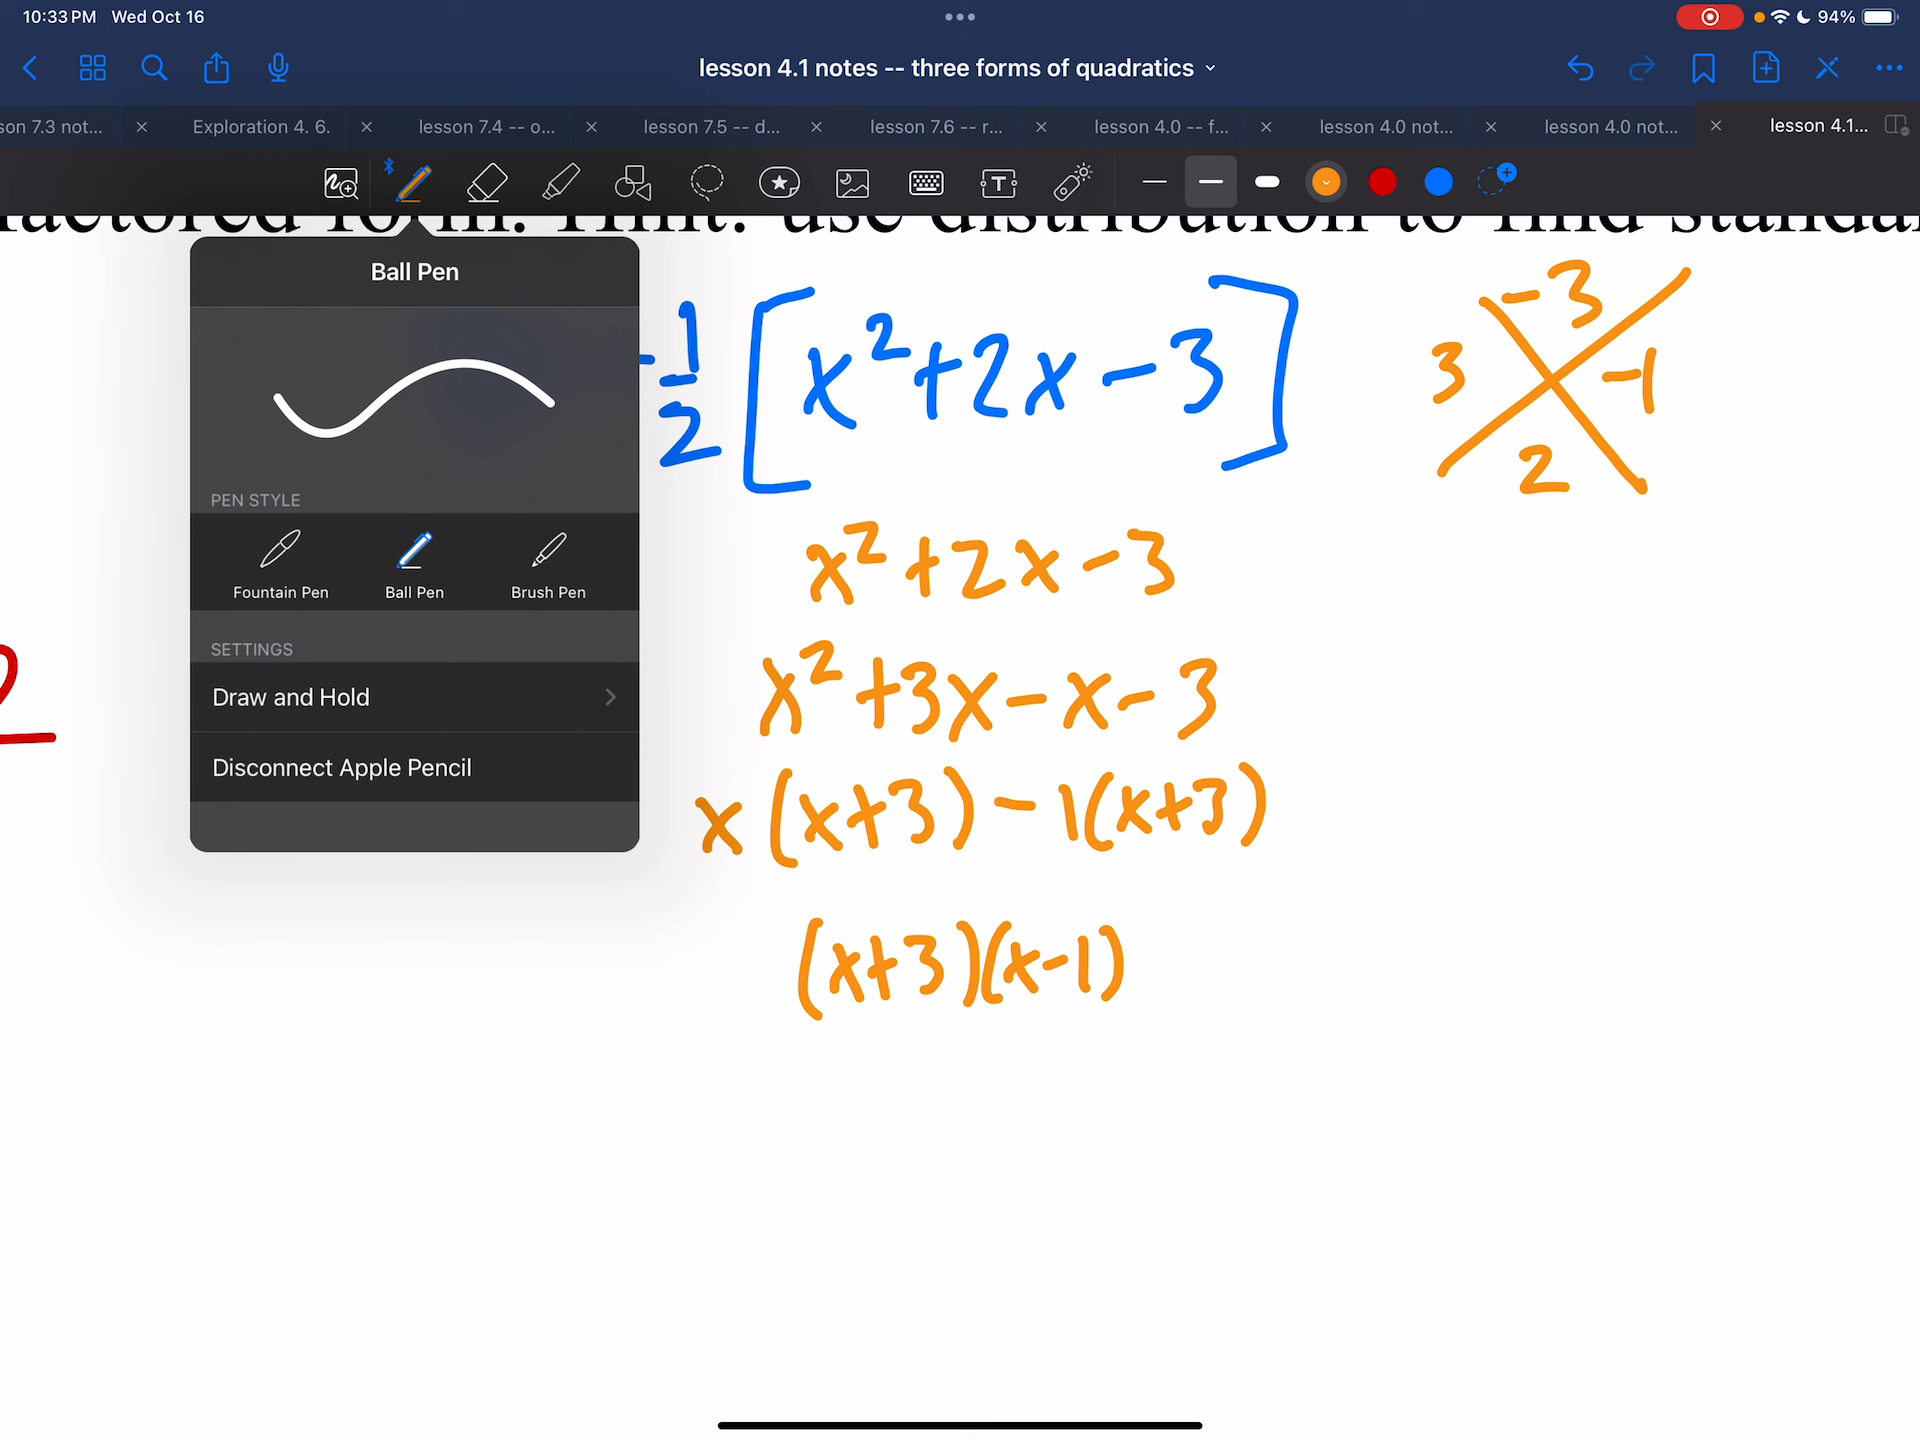 10:33 PM Wed Oct 16
94%
lesson 4.1 notes -- three forms of quadratics
son 7.3 not... Exploration 4. 6. lesson 7.4 -- o... lesson 7.5 -- d... lesson 7.6 -- r... lesson 4.0 -- f... lesson 4.0 not... lesson 4.0 not... lesson 4.1...
use distribution to find
Ball Pen
PEN STYLE
Fountain Pen Ball Pen Brush Pen
SETTINGS
Draw and Hold
Disconnect Apple Pencil
-1/2 [x²+2x-3]
-3
3 -1
2
x²+2x-3
x²+3x-x-3
x(x+3)-1(x+3)
(x+3)(x-1)